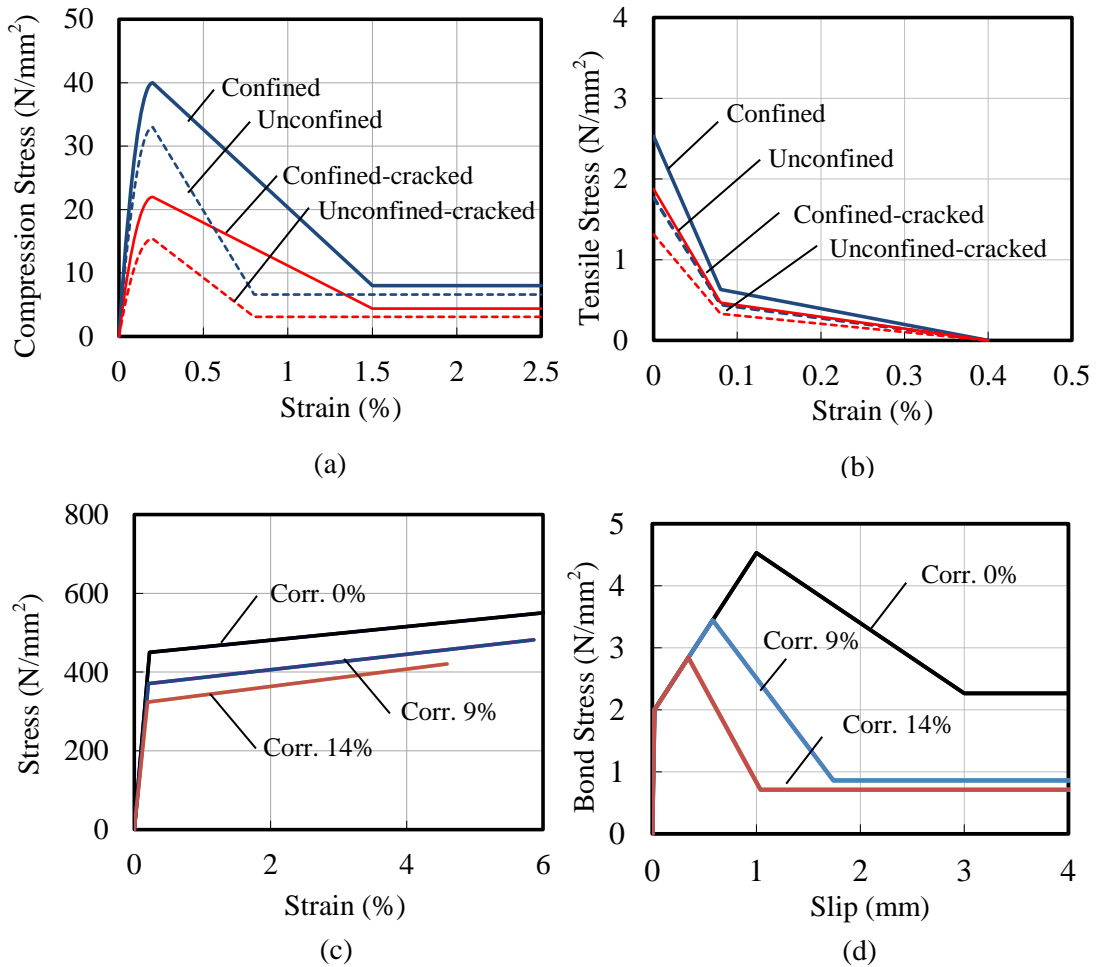 Compression Stress (N/mm²)
50
40
30
20
10
0
Confined
Unconfined
Confined-cracked
Unconfined-cracked
0 0.5 1 1.5 2 2.5
Strain (%)
(a)
Tensile Stress (N/mm²)
4
3
2
1
0
Confined
Unconfined
Confined-cracked
Unconfined-cracked
0 0.1 0.2 0.3 0.4 0.5
Strain (%)
(b)
Stress (N/mm²)
800
600
400
200
0
Corr. 0%
Corr. 9%
Corr. 14%
0 2 4 6
Strain (%)
(c)
Bond Stress (N/mm²)
5
4
3
2
1
0
Corr. 0%
Corr. 9%
Corr. 14%
0 1 2 3 4
Slip (mm)
(d)